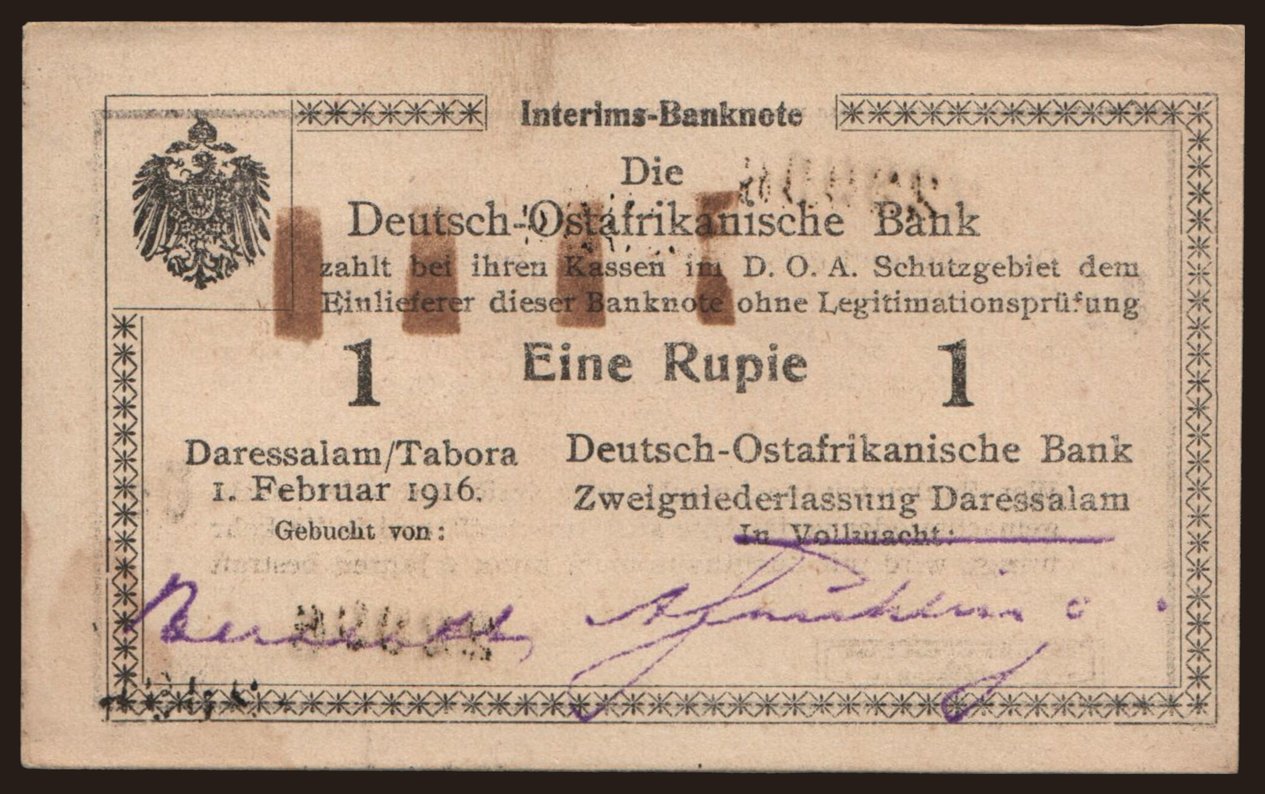 Interims-Banknote
Die
Deutsch-Ostafrikanische Bank
zahlt bei ihren Kassen im D. O. A. Schutzgebiet dem
Einlieferer dieser Banknote ohne Legitimationsprüfung
1 Eine Rupie 1
Daressalam/Tabora
1. Februar 1916.
Gebucht von:
Deutsch-Ostafrikanische Bank
Zweigniederlassung Daressalam
In Vollmacht: